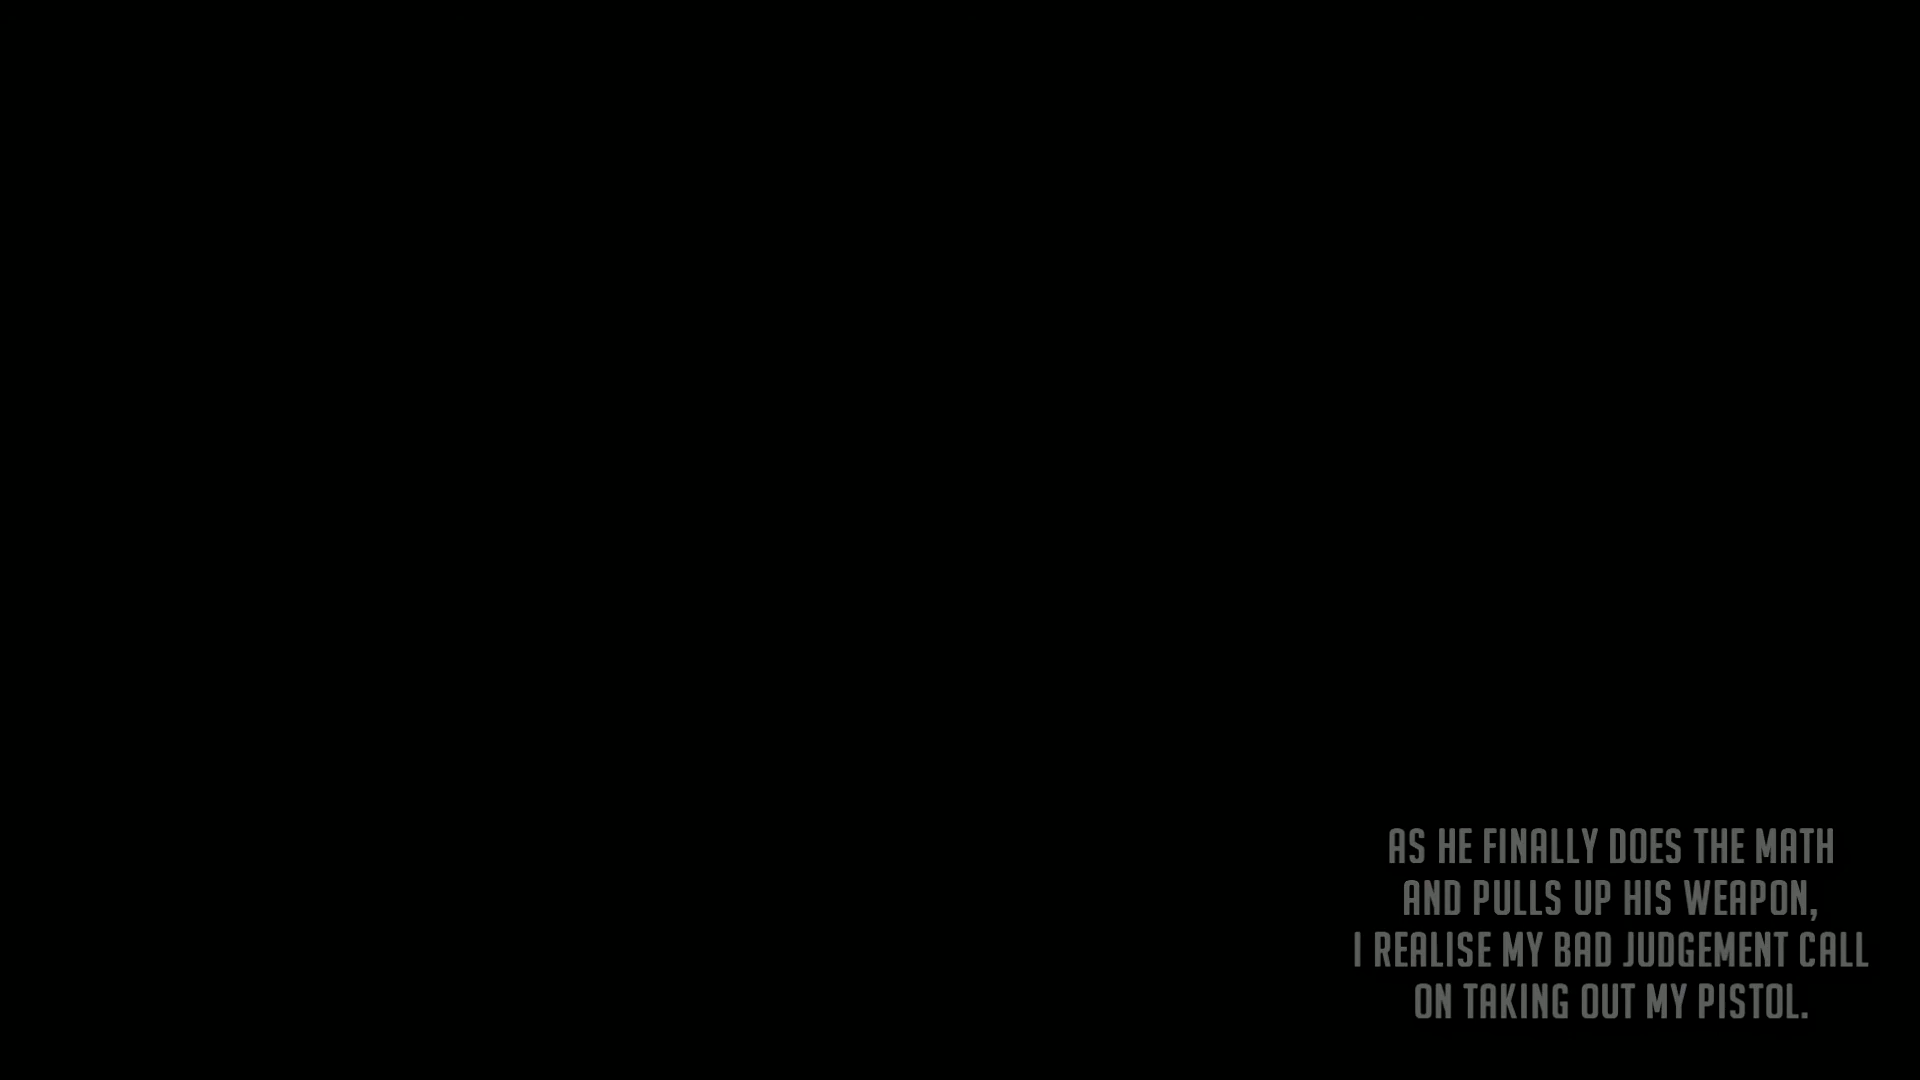 AS HE FINALLY DOES THE MATH
AND PULLS UP HIS WEAPON,
I REALISE MY BAD JUDGEMENT CALL
ON TAKING OUT MY PISTOL.